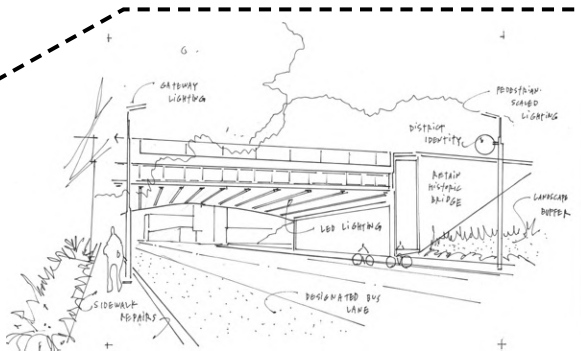 GATEWAY
LIGHTING
PEDESTRIAN-
SCALED
LIGHTING
DISTRICT
IDENTITY
RETAIN
HISTORIC
BRIDGE
LANDSCAPE
BUFFER
LED LIGHTING
DESIGNATED BUS
LANE
SIDEWALK
REPAIRS